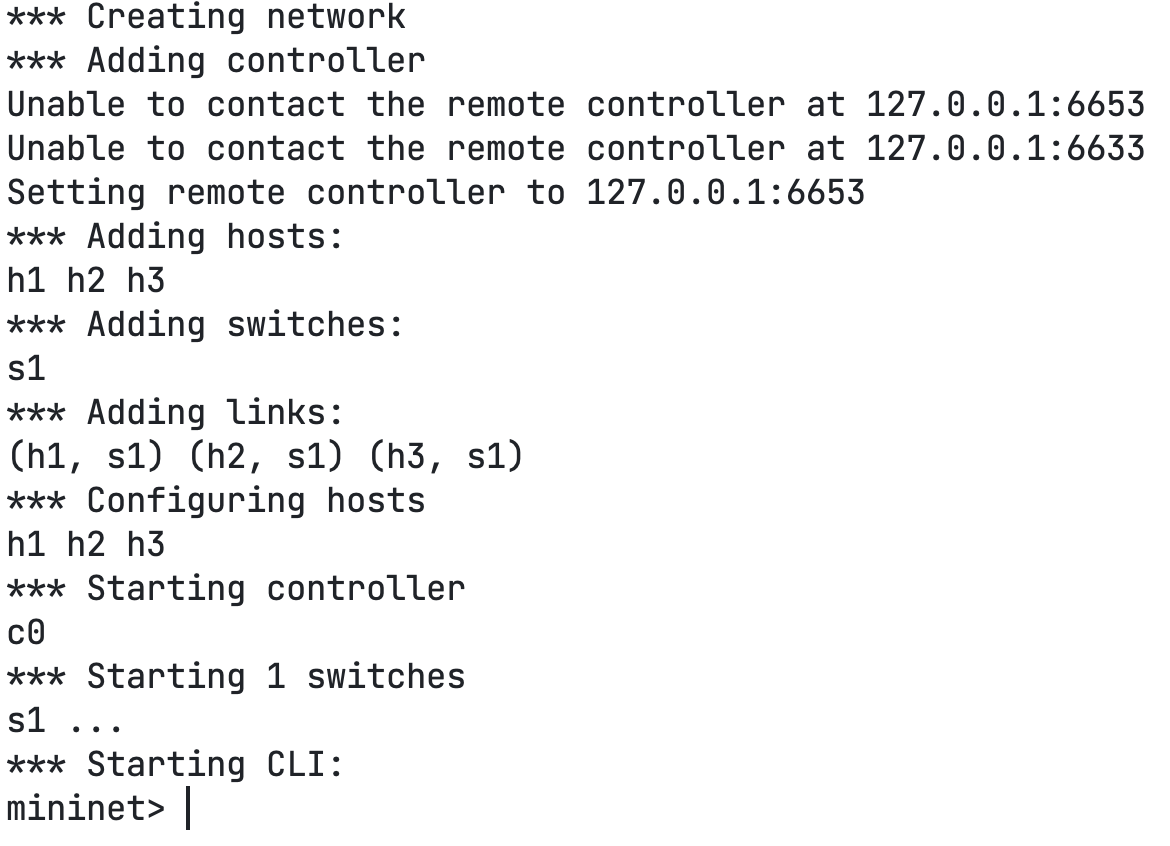 *** Creating network
*** Adding controller
Unable to contact the remote controller at 127.0.0.1:6653
Unable to contact the remote controller at 127.0.0.1:6633
Setting remote controller to 127.0.0.1:6653
*** Adding hosts:
h1 h2 h3
*** Adding switches:
s1
*** Adding links:
(h1, s1) (h2, s1) (h3, s1)
*** Configuring hosts
h1 h2 h3
*** Starting controller
c0
*** Starting 1 switches
s1 ...
*** Starting CLI:
mininet>